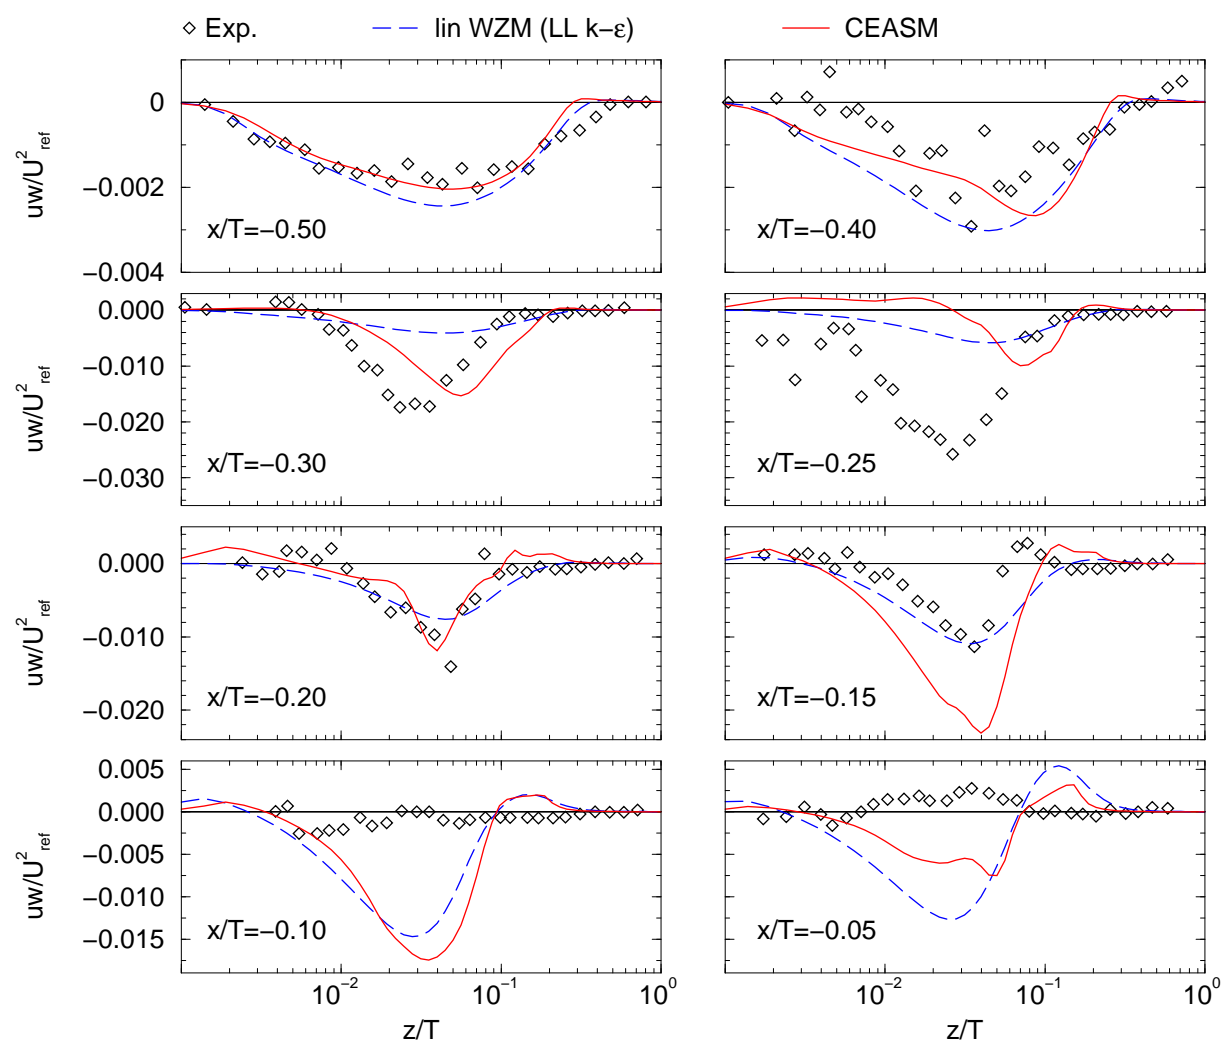 Exp. lin WZM (LL k−ε) CEASM
0
−0.002
−0.004
uw/U²ref
x/T=−0.50
x/T=−0.40
0.000
−0.010
−0.020
−0.030
uw/U²ref
x/T=−0.30
x/T=−0.25
0.000
−0.010
−0.020
uw/U²ref
x/T=−0.20
x/T=−0.15
0.005
0.000
−0.005
−0.010
−0.015
uw/U²ref
x/T=−0.10
x/T=−0.05
10⁻² 10⁻¹ 10⁰ 10⁻² 10⁻¹ 10⁰
z/T z/T